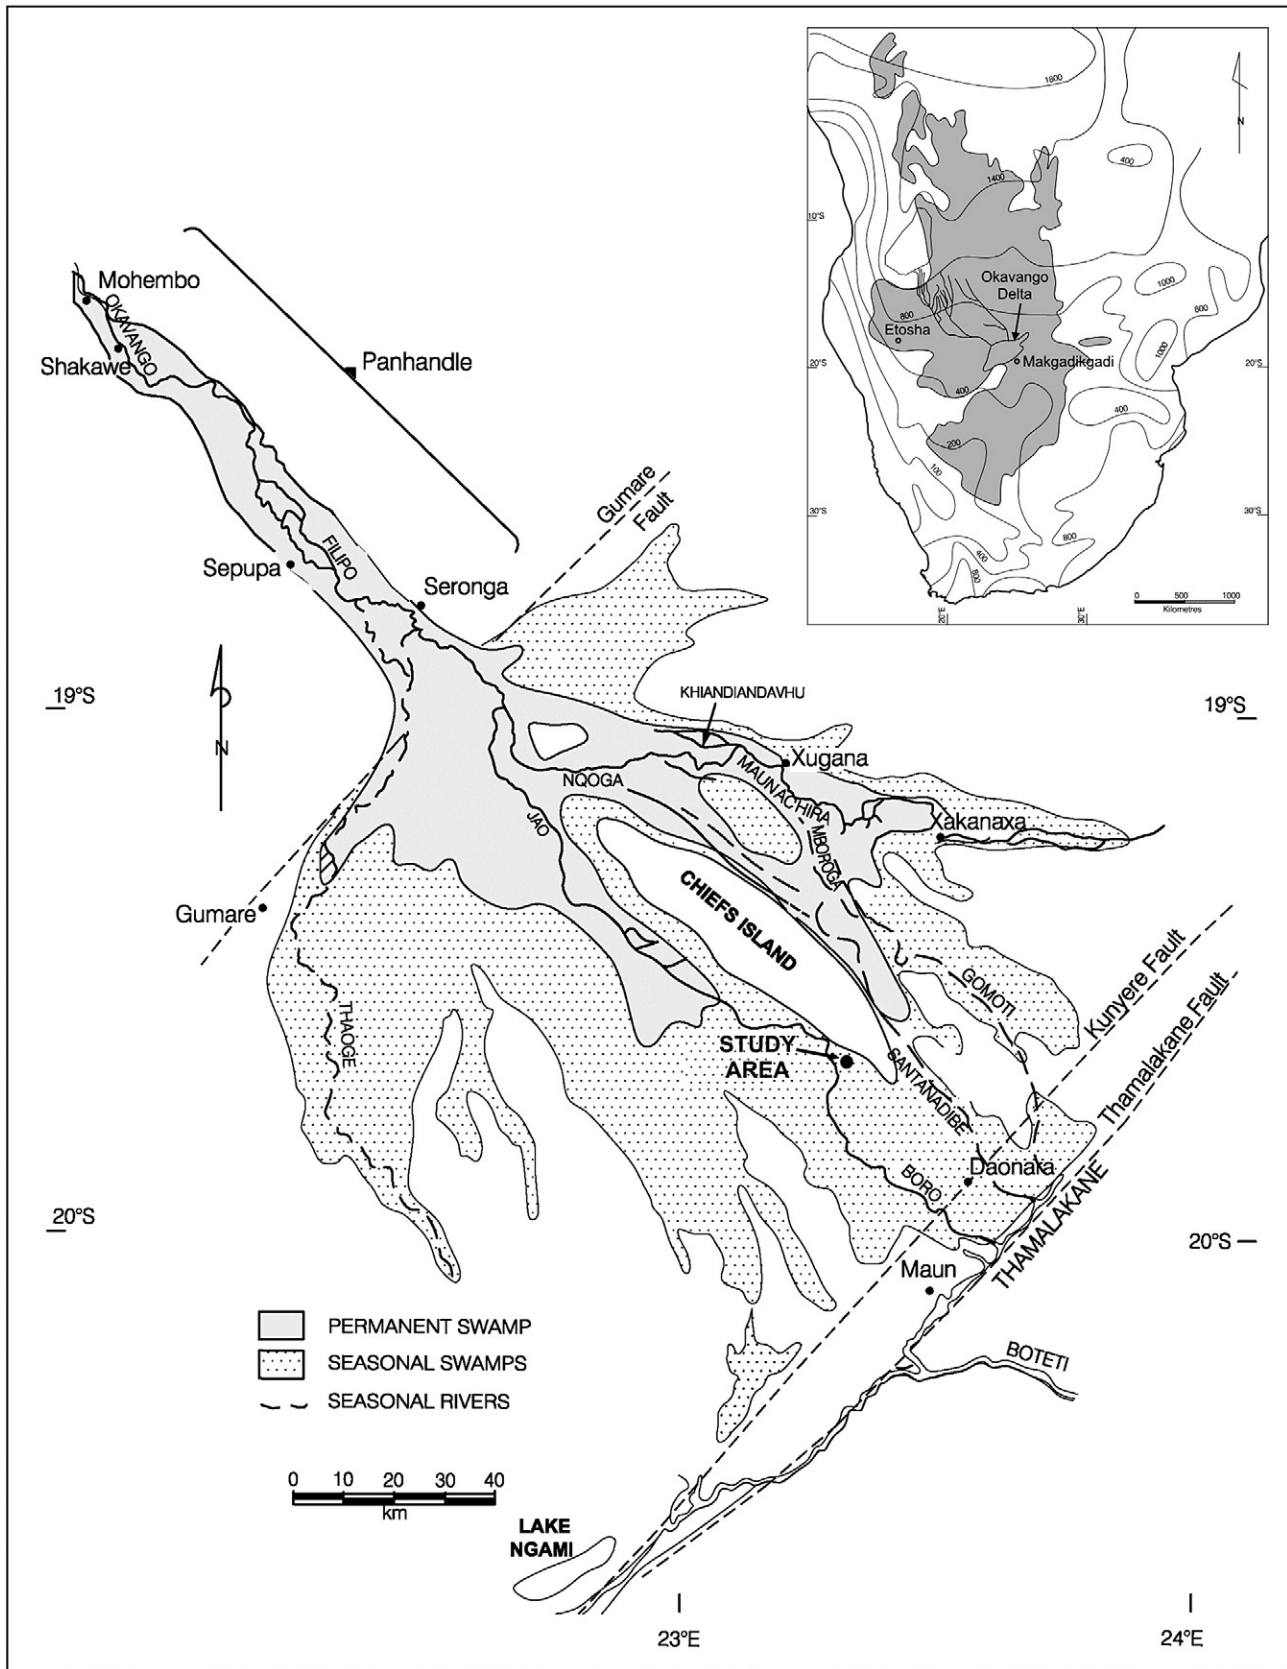 Mohembo
OKAVANGO
Shakawe
Panhandle
Gumare
Fault
FILIPO
Sepupa
Seronga
19°S
19°S
N
KHIANDIANDAVHU
Xugana
NQOGA
MAUNACHIRA
MBOROGA
Xakanaxa
JAO
CHIEFS ISLAND
Gumare
THAOGE
GOMOTI
Kunyere Fault
Thamalakane Fault
STUDY
AREA
SANTANADIBE
BORO
Daonara
THAMALAKANE
20°S
20°S
Maun
BOTETI
PERMANENT SWAMP
SEASONAL SWAMPS
SEASONAL RIVERS
0 10 20 30 40
km
LAKE
NGAMI
23°E
24°E
1800
N
400
1400
10°S
Okavango
Delta
1000
800
800
Etosha
1000
Makgadikgadi
20°S
20°S
400
400
200
100
30°S
30°S
800
400
800
0 500 1000
Kilometres
20°E
30°E